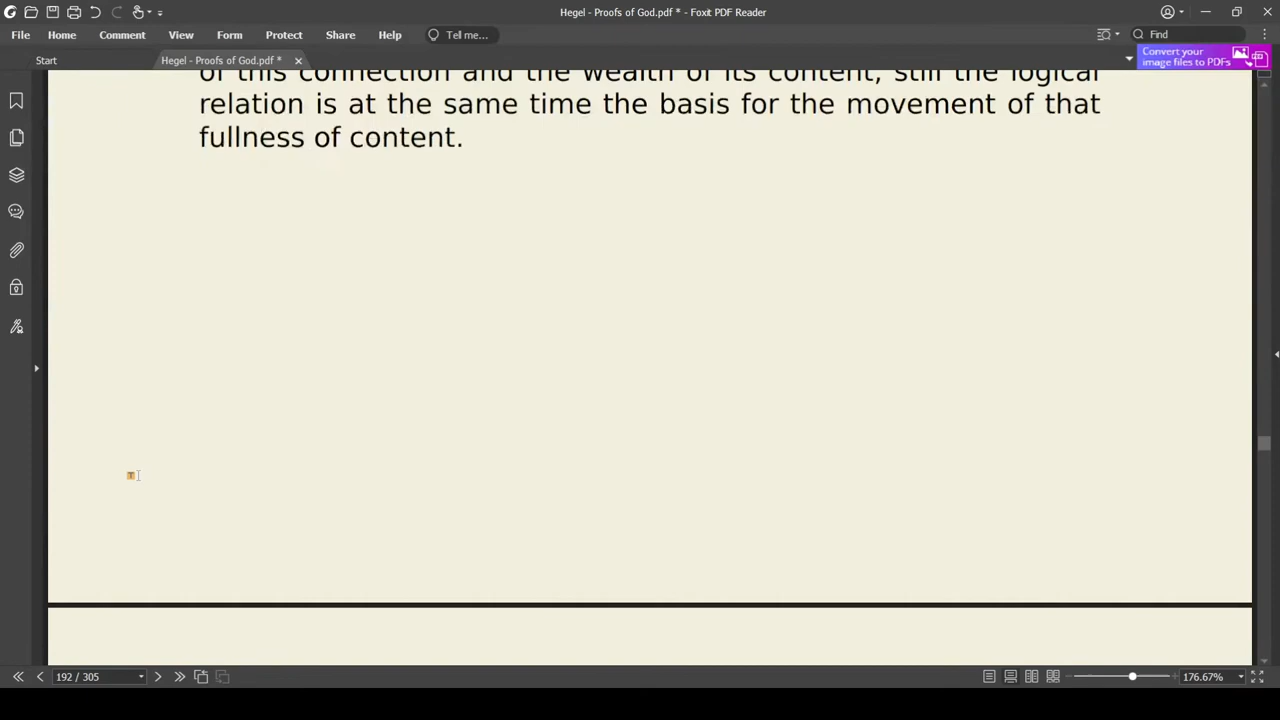 Hegel - Proofs of God.pdf * - Foxit PDF Reader
File Home Comment View Form Protect Share Help Tell me... Find
Start Hegel - Proofs of God.pdf *
Convert your
image files to PDFs
of this connection and the wealth of its content, still the logical
relation is at the same time the basis for the movement of that
fullness of content.
192 / 305 176.67%